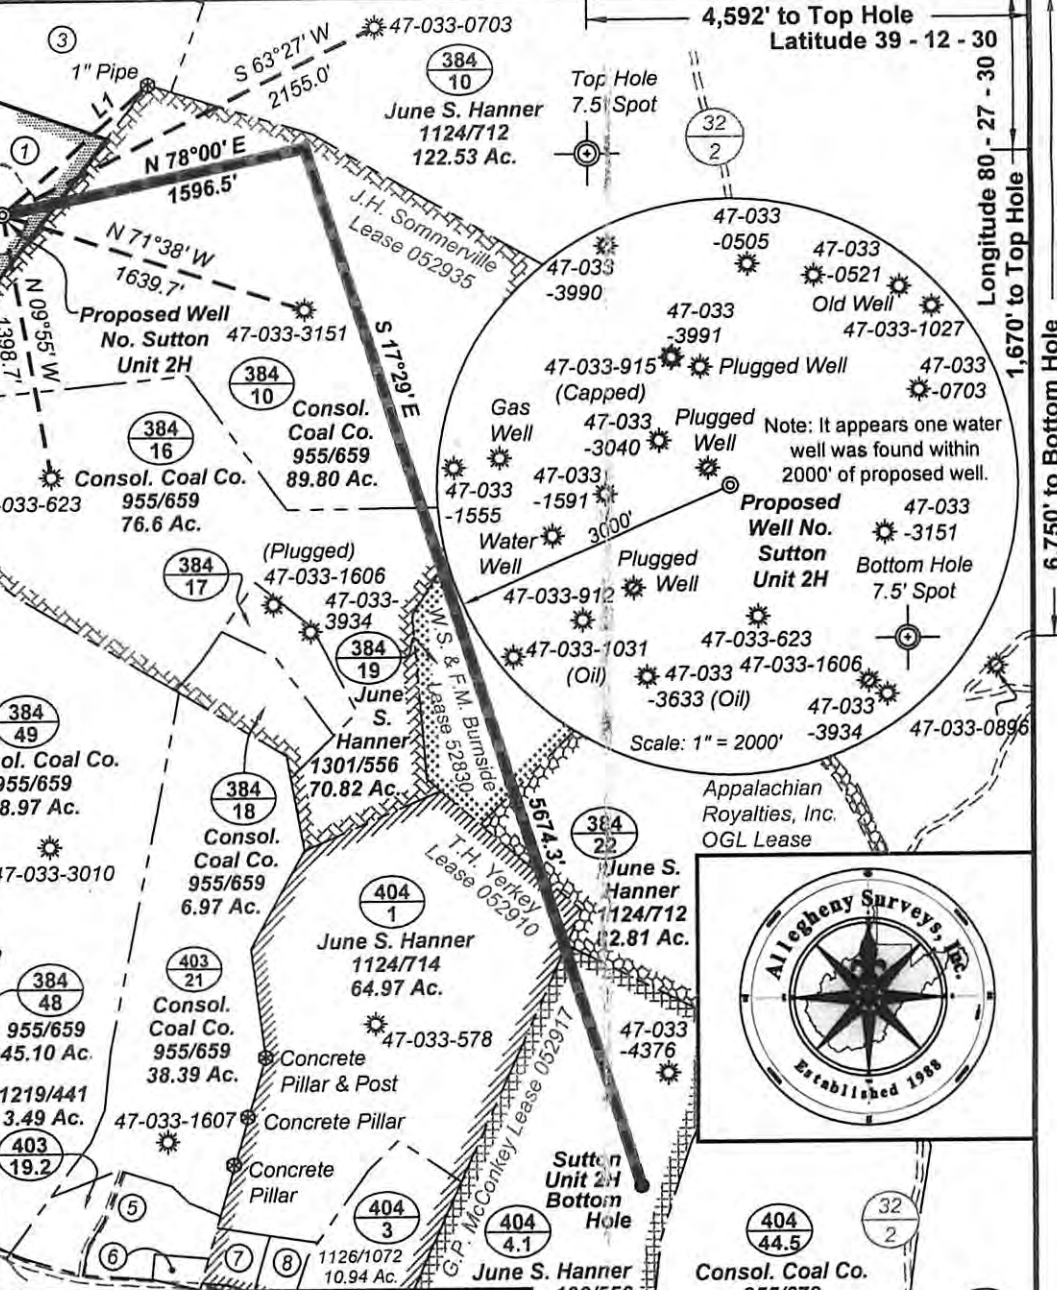 4,592' to Top Hole
Latitude 39 - 12 - 30
Longitude 80 - 27 - 30
1,670' to Top Hole
6,750' to Bottom Hole
3
1" Pipe
L1
1
S 63°27' W
2155.0'
47-033-0703
384
10
June S. Hanner
1124/712
122.53 Ac.
Top Hole
7.5' Spot
32
2
N 78°00' E
1596.5'
J.H. Sommerville
Lease 052935
N 71°38' W
1639.7'
47-033-3151
N 09°55' W
1398.7'
Proposed Well
No. Sutton
Unit 2H
S 17°29' E
5674.3'
384
10
Consol.
Coal Co.
955/659
89.80 Ac.
384
16
Consol. Coal Co.
955/659
76.6 Ac.
-033-623
47-033
-3990
47-033
-0505
47-033
-0521
Old Well
47-033-1027
47-033
-3991
47-033-915
(Capped)
Plugged Well
47-033
-0703
Gas
Well
47-033
-3040
Plugged
Well
Note: It appears one water
well was found within
2000' of proposed well.
47-033
-1555
47-033
-1591
3000'
Proposed
Well No.
Sutton
Unit 2H
47-033
-3151
Water
Well
Plugged
Well
Bottom Hole
7.5' Spot
47-033-912
47-033-623
47-033-1031
(Oil)
47-033
-3633 (Oil)
47-033-1606
47-033
-3934
47-033-0896
Scale: 1" = 2000'
384
17
(Plugged)
47-033-1606
47-033-
3934
384
19
June
S.
Hanner
1301/556
70.82 Ac.
W.S. & F.M. Burnside
Lease 52830
384
49
ol. Coal Co.
955/659
8.97 Ac.
47-033-3010
384
18
Consol.
Coal Co.
955/659
6.97 Ac.
Appalachian
Royalties, Inc.
OGL Lease
384
22
June S.
Hanner
1124/712
82.81 Ac.
T.H. Yerkey
Lease 052910
404
1
June S. Hanner
1124/714
64.97 Ac.
47-033-578
Allegheny Surveys, Inc.
Established 1988
384
48
955/659
45.10 Ac.
1219/441
3.49 Ac.
403
19.2
403
21
Consol.
Coal Co.
955/659
38.39 Ac.
47-033-1607
Concrete
Pillar & Post
Concrete Pillar
Concrete
Pillar
G.P. McConkey Lease 052917
47-033
-4376
Sutton
Unit 2H
Bottom
Hole
5
6
7
8
404
3
1126/1072
10.94 Ac.
404
4.1
June S. Hanner
404
44.5
Consol. Coal Co.
32
2